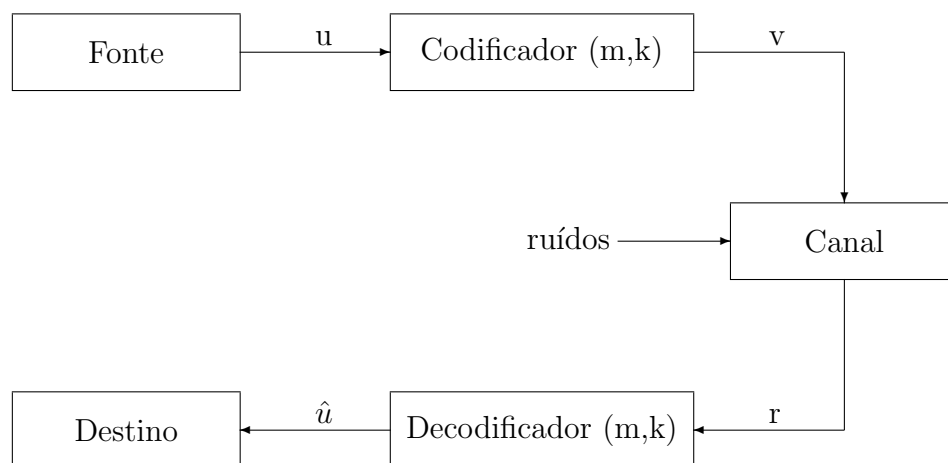 Fonte
u
Codificador (m,k)
v
ruídos
Canal
Destino
û
Decodificador (m,k)
r